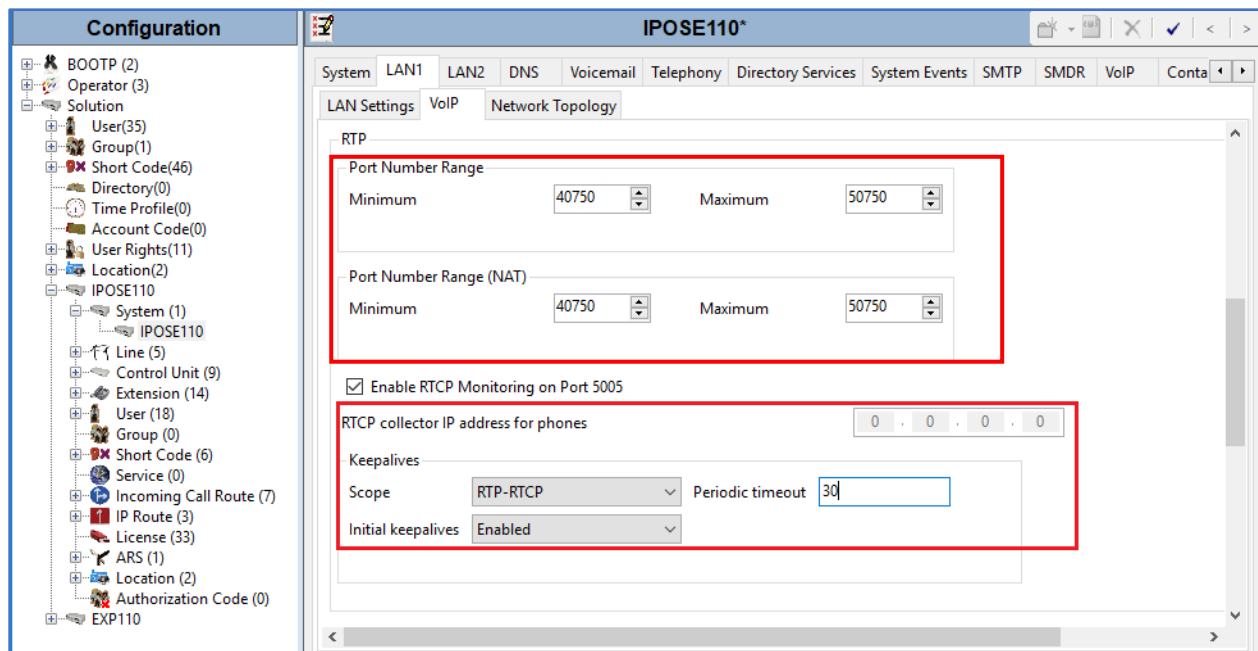 Configuration
BOOTP (2)
Operator (3)
Solution
User(35)
Group(1)
Short Code(46)
Directory(0)
Time Profile(0)
Account Code(0)
User Rights(11)
Location(2)
IPOSE110
System (1)
IPOSE110
Line (5)
Control Unit (9)
Extension (14)
User (18)
Group (0)
Short Code (6)
Service (0)
Incoming Call Route (7)
IP Route (3)
License (33)
ARS (1)
Location (2)
Authorization Code (0)
EXP110
IPOSE110*
System LAN1 LAN2 DNS Voicemail Telephony Directory Services System Events SMTP SMDR VoIP Conta
LAN Settings VoIP Network Topology
RTP
Port Number Range
Minimum 40750 Maximum 50750
Port Number Range (NAT)
Minimum 40750 Maximum 50750
Enable RTCP Monitoring on Port 5005
RTCP collector IP address for phones 0 . 0 . 0 . 0
Keepalives
Scope RTP-RTCP Periodic timeout 30
Initial keepalives Enabled